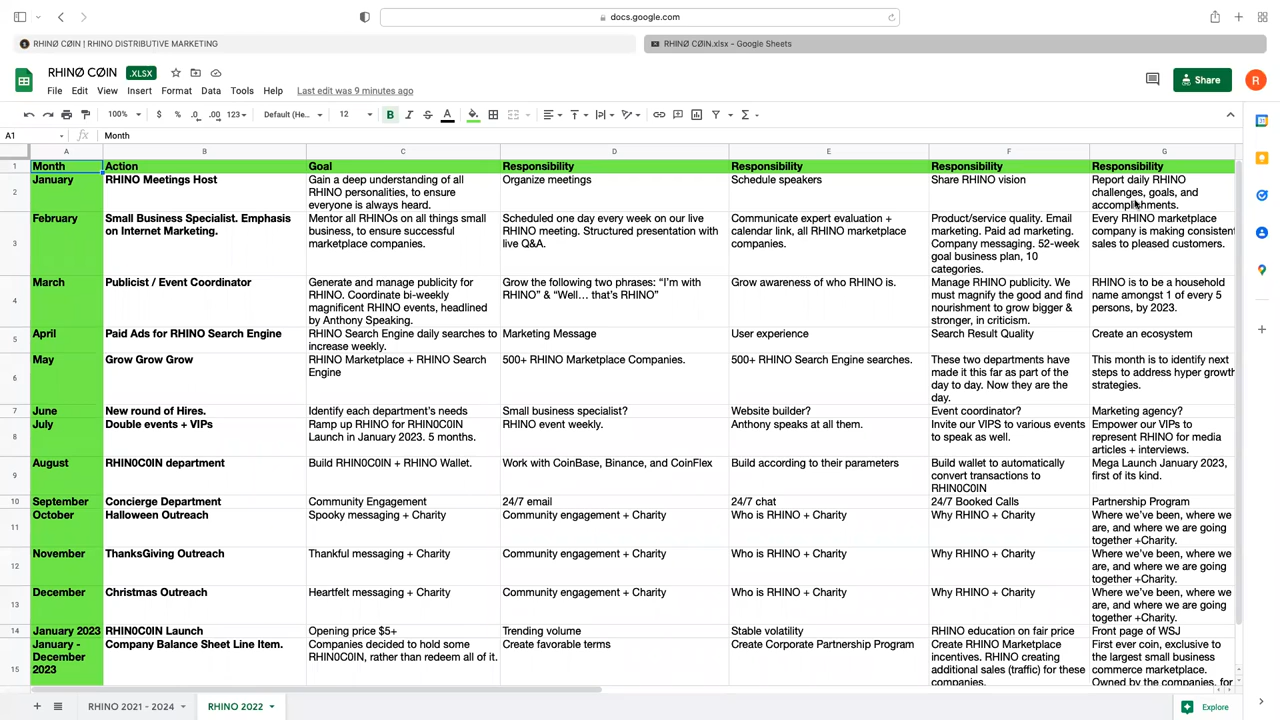 docs.google.com
RHINØ CØIN | RHINO DISTRIBUTIVE MARKETING
RHINØ CØIN.xlsx - Google Sheets
RHINØ CØIN .XLSX
Share
R
File Edit View Insert Format Data Tools Help Last edit was 9 minutes ago
100% $ % .0 .00 123 Default (He... 12 B I S A
A1 fx Month
A B C D E F G
1 Month Action Goal Responsibility Responsibility Responsibility Responsibility
2 January RHINO Meetings Host Gain a deep understanding of all Organize meetings Schedule speakers Share RHINO vision Report daily RHINO
RHINO personalities, to ensure challenges, goals, and
everyone is always heard. accomplishments.
3 February Small Business Specialist. Emphasis Mentor all RHINOs on all things small Scheduled one day every week on our live Communicate expert evaluation + Product/service quality. Email Every RHINO marketplace
on Internet Marketing. business, to ensure successful RHINO meeting. Structured presentation with calendar link, all RHINO marketplace marketing. Paid ad marketing. company is making consistent
marketplace companies. live Q&A. companies. Company messaging. 52-week sales to pleased customers.
goal business plan, 10
categories.
4 March Publicist / Event Coordinator Generate and manage publicity for Grow the following two phrases: “I’m with Grow awareness of who RHINO is. Manage RHINO publicity. We RHINO is to be a household
RHINO. Coordinate bi-weekly RHINO” & “Well… that’s RHINO” must magnify the good and find name amongst 1 of every 5
magnificent RHINO events, headlined nourishment to grow bigger & persons, by 2023.
by Anthony Speaking. stronger, in criticism.
5 April Paid Ads for RHINO Search Engine RHINO Search Engine daily searches to Marketing Message User experience Search Result Quality Create an ecosystem
increase weekly.
6 May Grow Grow Grow RHINO Marketplace + RHINO Search 500+ RHINO Marketplace Companies. 500+ RHINO Search Engine searches. These two departments have This month is to identify next
Engine made it this far as part of the steps to address hyper growth
day to day. Now they are the strategies.
day.
7 June New round of Hires. Identify each department’s needs Small business specialist? Website builder? Event coordinator? Marketing agency?
8 July Double events + VIPs Ramp up RHINO for RHIN0C0IN RHINO event weekly. Anthony speaks at all them. Invite our VIPS to various events Empower our VIPs to
Launch in January 2023. 5 months. to speak as well. represent RHINO for media
articles + interviews.
9 August RHIN0C0IN department Build RHIN0C0IN + RHINO Wallet. Work with CoinBase, Binance, and CoinFlex Build according to their parameters Build wallet to automatically Mega Launch January 2023,
convert transactions to first of its kind.
RHIN0C0IN
10 September Concierge Department Community Engagement 24/7 email 24/7 chat 24/7 Booked Calls Partnership Program
11 October Halloween Outreach Spooky messaging + Charity Community engagement + Charity Who is RHINO + Charity Why RHINO + Charity Where we’ve been, where we
are, and where we are going
together +Charity.
12 November ThanksGiving Outreach Thankful messaging + Charity Community engagement + Charity Who is RHINO + Charity Why RHINO + Charity Where we’ve been, where we
are, and where we are going
together +Charity.
13 December Christmas Outreach Heartfelt messaging + Charity Community engagement + Charity Who is RHINO + Charity Why RHINO + Charity Where we’ve been, where we
are, and where we are going
together +Charity.
14 January 2023 RHIN0C0IN Launch Opening price $5+ Trending volume Stable volatility RHINO education on fair price Front page of WSJ
15 January - Company Balance Sheet Line Item. Companies decided to hold some Create favorable terms Create Corporate Partnership Program Create RHINO Marketplace First ever coin, exclusive to
December RHIN0C0IN, rather than redeem all of it. incentives. RHINO creating the largest small business
2023 additional sales (traffic) for these commerce marketplace.
companies. Owned by the companies, for
RHINO 2021 - 2024 RHINO 2022 Explore